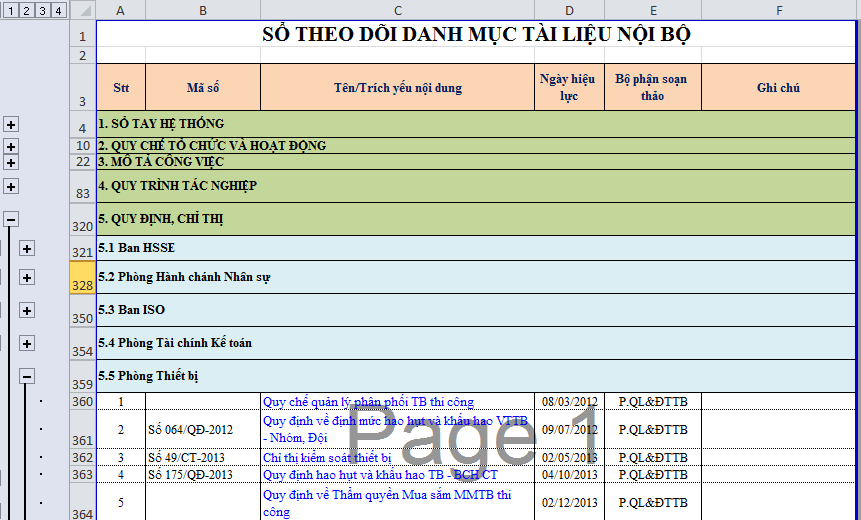 1 2 3 4
A B C D E F
1 SỔ THEO DÕI DANH MỤC TÀI LIỆU NỘI BỘ
2
3 Stt Mã số Tên/Trích yếu nội dung Ngày hiệu lực Bộ phận soạn thảo Ghi chú
4 1. SỔ TAY HỆ THỐNG
10 2. QUY CHẾ TỔ CHỨC VÀ HOẠT ĐỘNG
22 3. MÔ TẢ CÔNG VIỆC
83 4. QUY TRÌNH TÁC NGHIỆP
320 5. QUY ĐỊNH, CHỈ THỊ
321 5.1 Ban HSSE
328 5.2 Phòng Hành chánh Nhân sự
350 5.3 Ban ISO
354 5.4 Phòng Tài chính Kế toán
359 5.5 Phòng Thiết bị
360 1 Quy chế quản lý phân phối TB thi công 08/03/2012 P.QL&ĐTTB
361 2 Số 064/QĐ-2012 Quy định về định mức hao hụt và khấu hao VTTB - Nhóm, Đội 09/07/2012 P.QL&ĐTTB
362 3 Số 49/CT-2013 Chỉ thị kiểm soát thiết bị 02/05/2013 P.QL&ĐTTB
363 4 Số 175/QĐ-2013 Quy định hao hụt và khấu hao TB - BCH CT 04/10/2013 P.QL&ĐTTB
364 5 Quy định về Thẩm quyền Mua sắm MMTB thi công 02/12/2013 P.QL&ĐTTB
Page 1